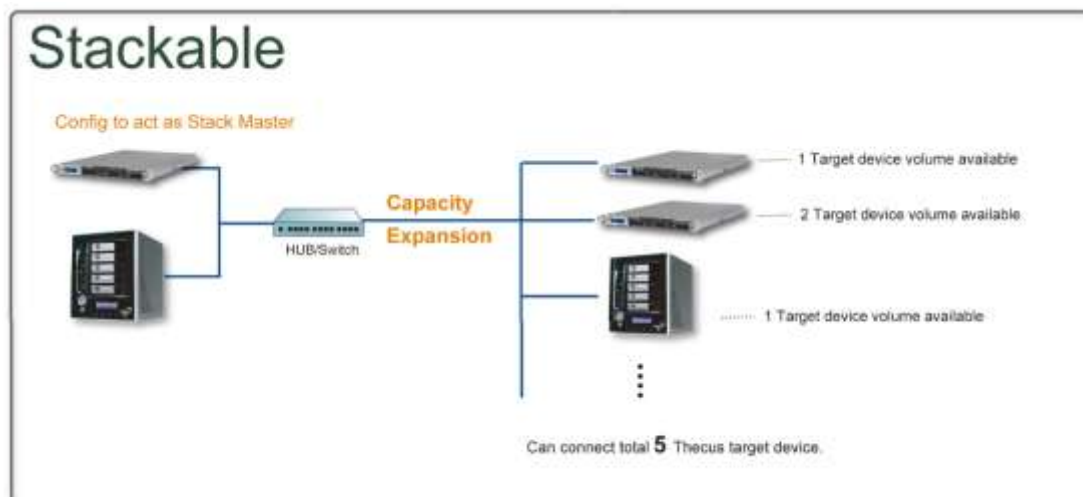 Stackable
Config to act as Stack Master
HUB/Switch
Capacity
Expansion
1 Target device volume available
2 Target device volume available
1 Target device volume available
Can connect total 5 Thecus target device.